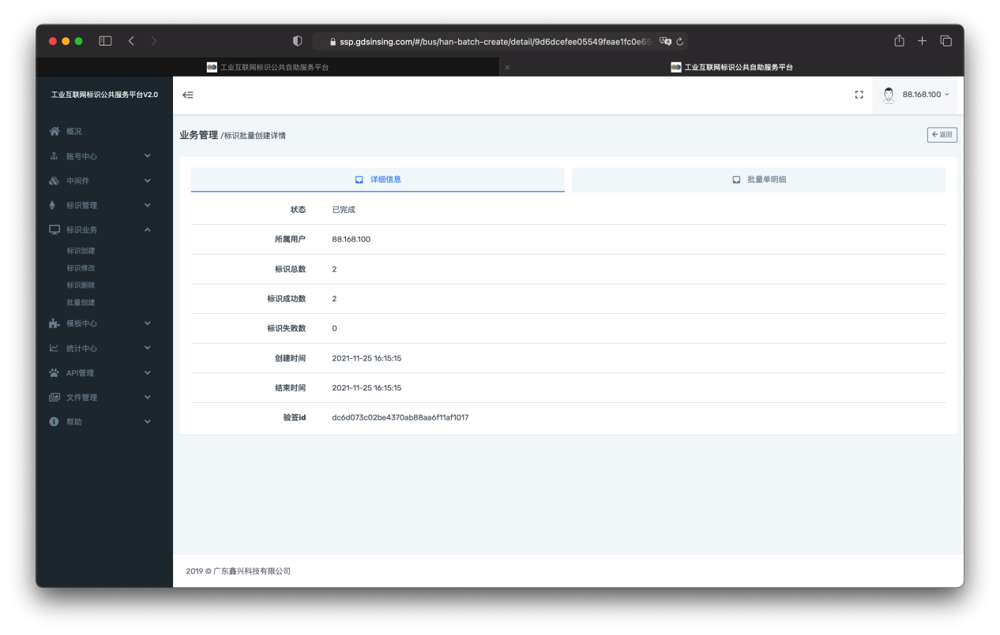 ssp.gdsinsing.com/#/bus/han-batch-create/detail/9d6dcefee05549feae1fc0e65
工业互联网标识公共自助服务平台
工业互联网标识公共自助服务平台
工业互联网标识公共服务平台V2.0
88.168.100
概况
账号中心
中间件
标识管理
标识业务
标识创建
标识修改
标识删除
批量创建
模板中心
统计中心
API管理
文件管理
帮助
业务管理 /标识批量创建详情
返回
详细信息
批量单明细
状态 已完成
所属用户 88.168.100
标识总数 2
标识成功数 2
标识失败数 0
创建时间 2021-11-25 16:15:15
结束时间 2021-11-25 16:15:15
验签id dc6d073c02be4370ab88aa6f11af1017
2019 © 广东鑫兴科技有限公司